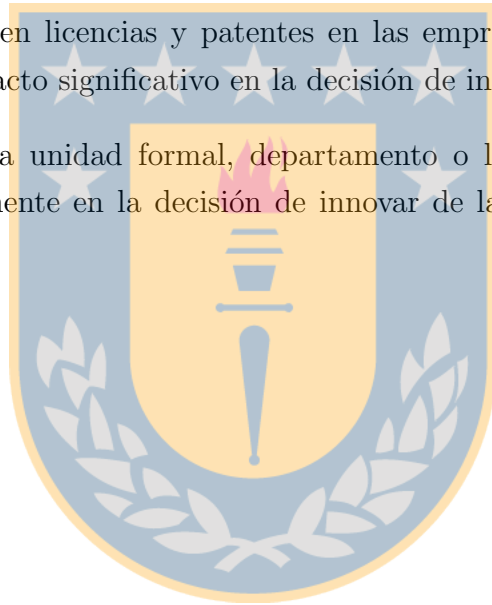 en licencias y patentes en las empr
acto significativo en la decisión de in
a unidad formal, departamento o l
ente en la decisión de innovar de la